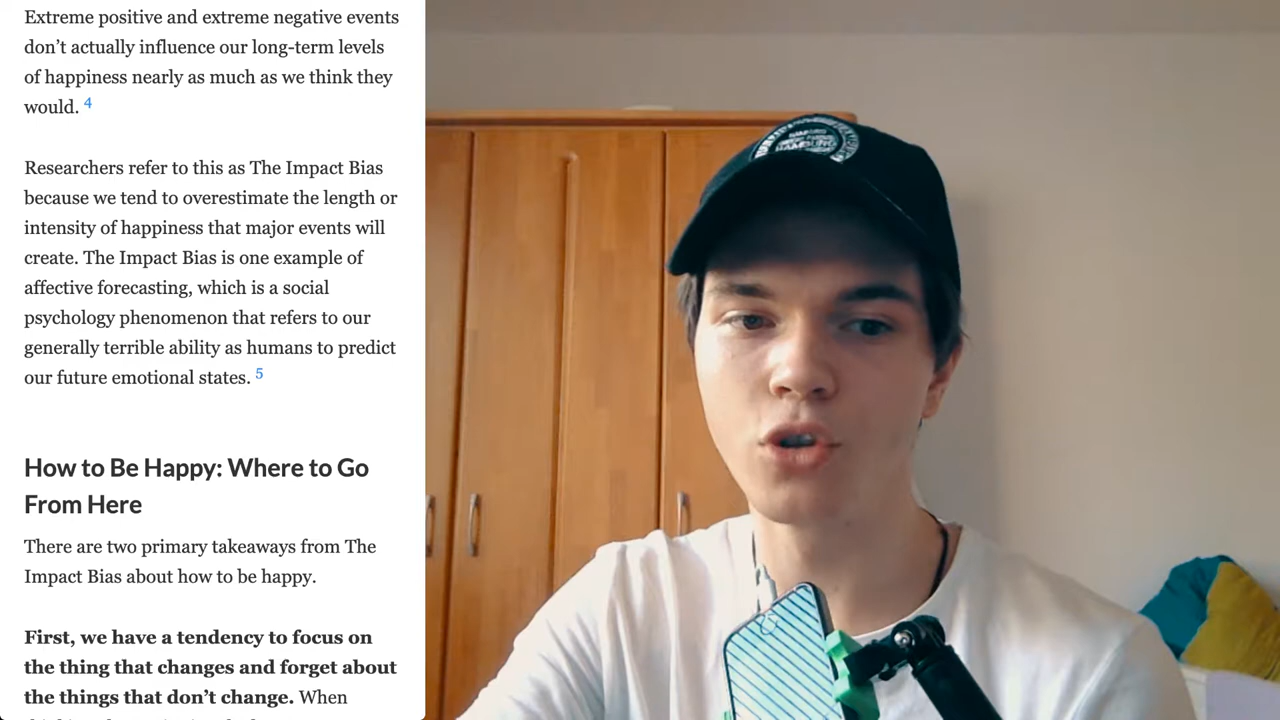 Extreme positive and extreme negative events
don’t actually influence our long-term levels
of happiness nearly as much as we think they
would. 4
Researchers refer to this as The Impact Bias
because we tend to overestimate the length or
intensity of happiness that major events will
create. The Impact Bias is one example of
affective forecasting, which is a social
psychology phenomenon that refers to our
generally terrible ability as humans to predict
our future emotional states. 5
How to Be Happy: Where to Go
From Here
There are two primary takeaways from The
Impact Bias about how to be happy.
First, we have a tendency to focus on
the thing that changes and forget about
the things that don’t change. When
HAMBURG